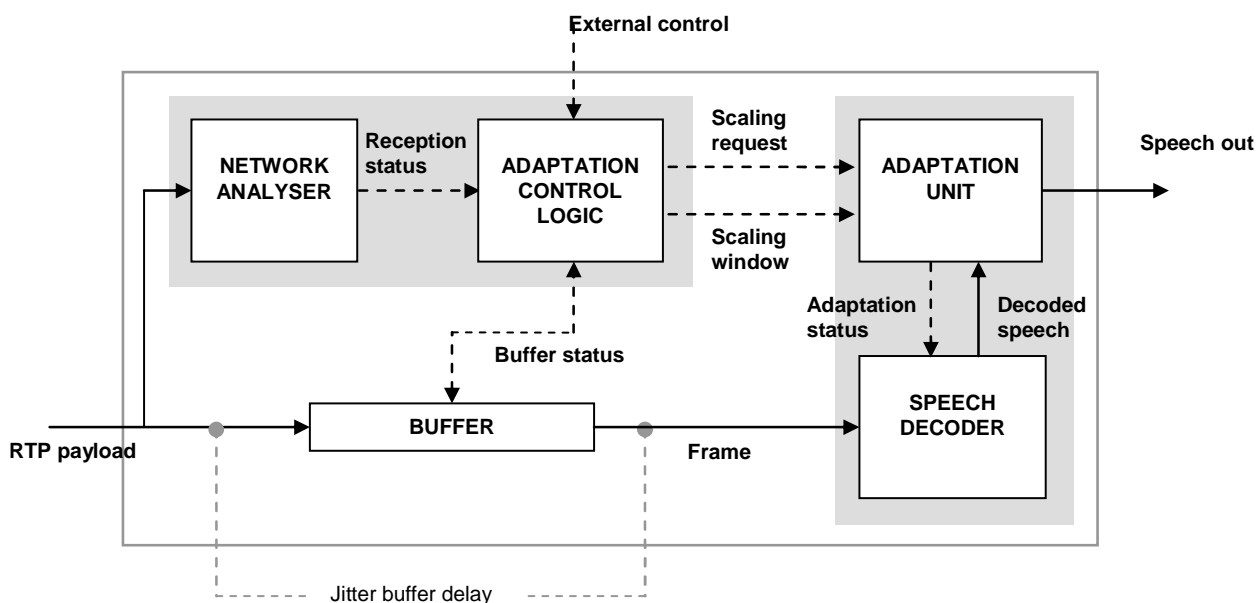 External control
Reception
status
NETWORK
ANALYSER
ADAPTATION
CONTROL
LOGIC
Scaling
request
Scaling
window
ADAPTATION
UNIT
Speech out
Adaptation
status
Decoded
speech
Buffer status
RTP payload
BUFFER
Frame
SPEECH
DECODER
Jitter buffer delay